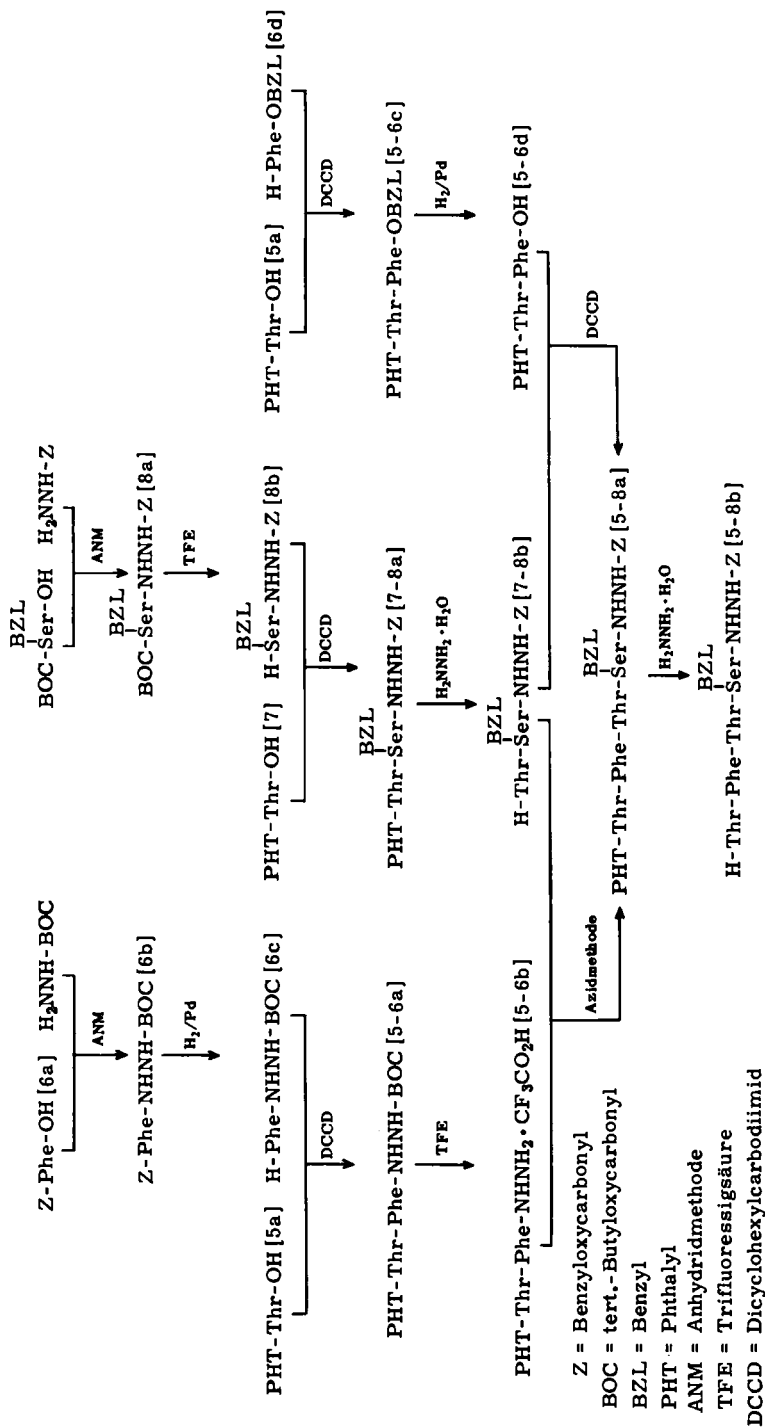 BZL
Z-Phe-OH [6a] H₂NNH-BOC BOC-Ser-OH H₂NNH-Z
ANM ANM
BZL
Z-Phe-NHNH-BOC [6b] BOC-Ser-NHNH-Z [8a]
H₂/Pd TFE
BZL
PHT-Thr-OH [5a] H-Phe-NHNH-BOC [6c] PHT-Thr-OH [7] H-Ser-NHNH-Z [8b] PHT-Thr-OH [5a] H-Phe-OBZL [6d]
DCCD DCCD DCCD
BZL
PHT-Thr-Phe-NHNH-BOC [5-6a] PHT-Thr-Ser-NHNH-Z [7-8a] PHT-Thr-Phe-OBZL [5-6c]
TFE H₂NNH₂·H₂O H₂/Pd
BZL
PHT-Thr-Phe-NHNH₂·CF₃CO₂H [5-6b] H-Thr-Ser-NHNH-Z [7-8b] PHT-Thr-Phe-OH [5-6d]
Azidmethode DCCD
BZL
PHT-Thr-Phe-Thr-Ser-NHNH-Z [5-8a]
H₂NNH₂·H₂O
BZL
H-Thr-Phe-Thr-Ser-NHNH-Z [5-8b]
Z = Benzyloxycarbonyl
BOC = tert.-Butyloxycarbonyl
BZL = Benzyl
PHT = Phthalyl
ANM = Anhydridmethode
TFE = Trifluoressigsäure
DCCD = Dicyclohexylcarbodiimid